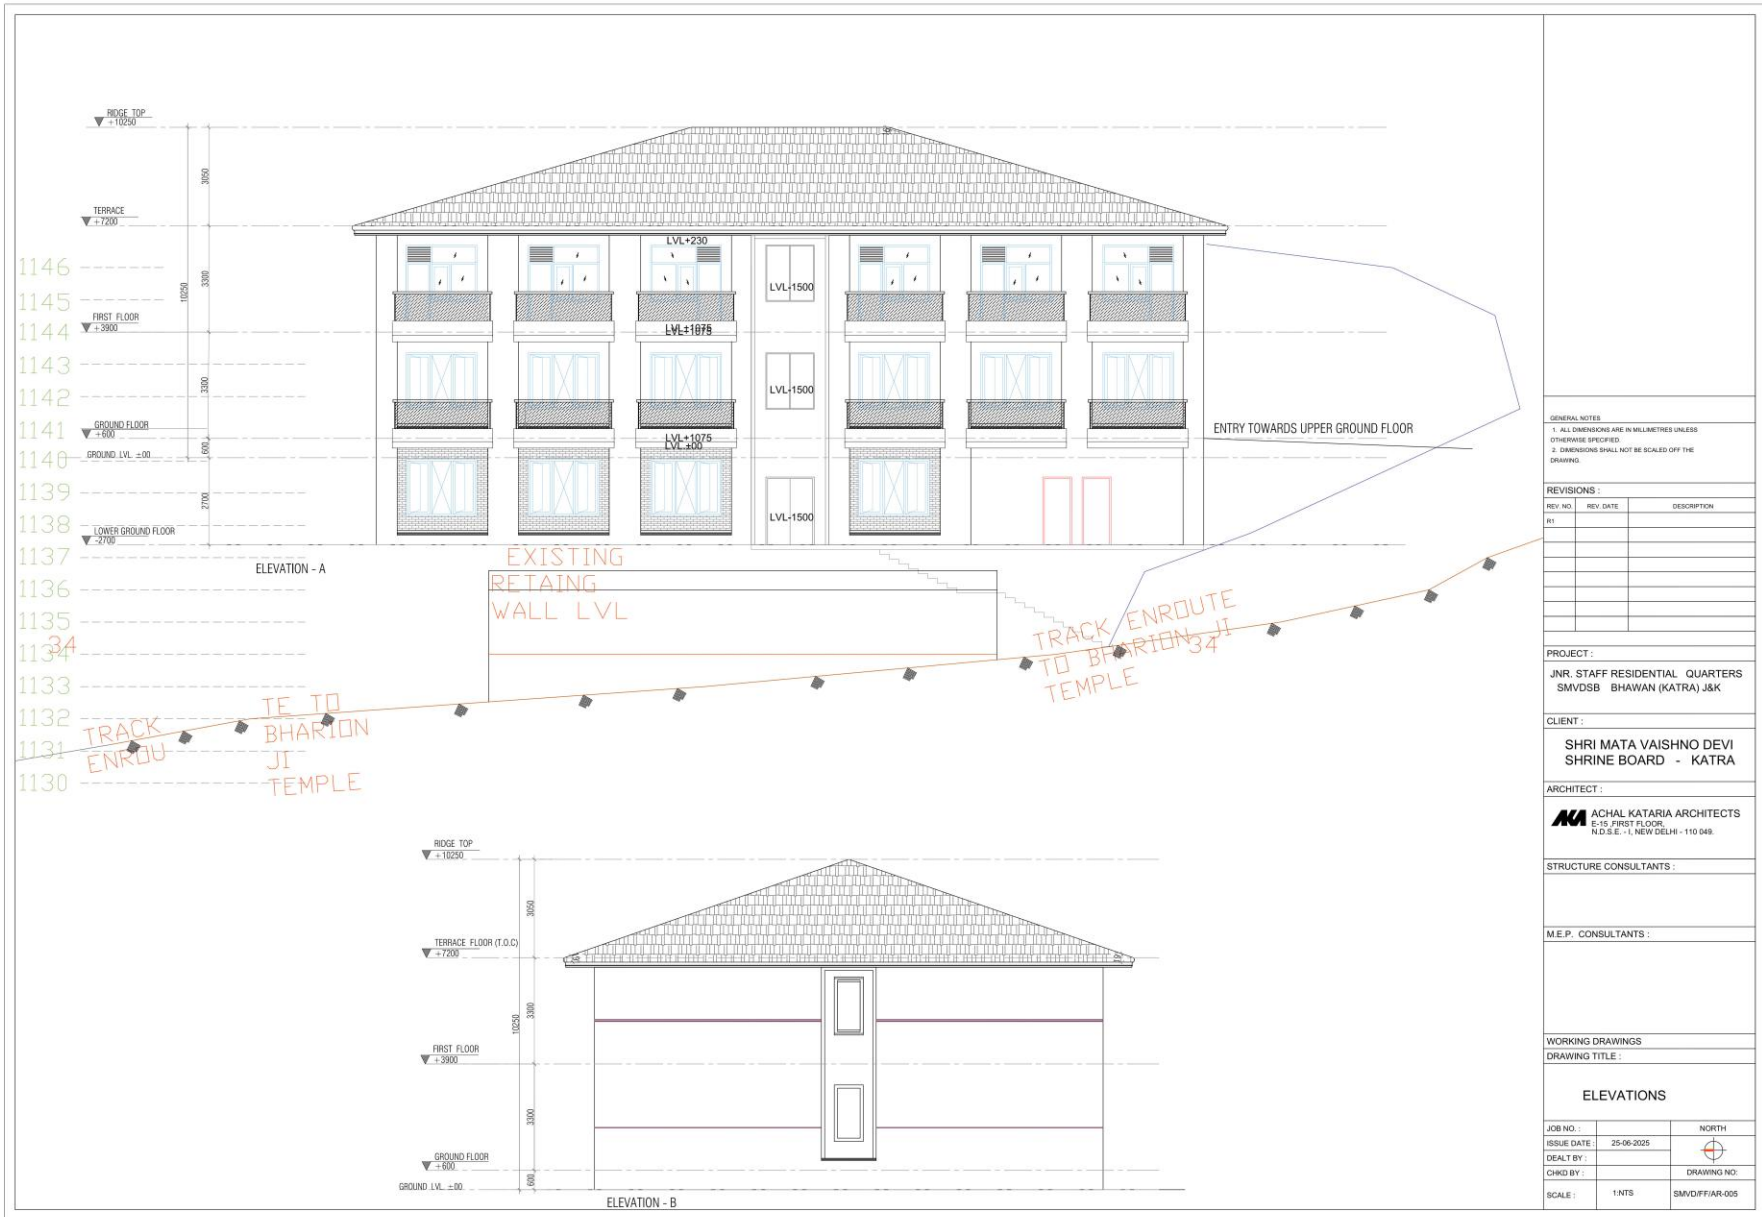 RIDGE TOP
+10250
TERRACE
+7200
FIRST FLOOR
+3900
GROUND FLOOR
+600
GROUND LVL ±00
LOWER GROUND FLOOR
-2700
1146
1145
1144
1143
1142
1141
1140
1139
1138
1137
1136
1135
1134
34
1133
1132
1131
1130
3050
3300
10250
3300
600
2700
LVL+230
LVL-1500
LVL+1075
LVL-1500
LVL+1075
LVL±00
LVL-1500
ENTRY TOWARDS UPPER GROUND FLOOR
ELEVATION - A
EXISTING
RETAING
WALL LVL
TRACK ENROUTE
TO BHARION JI
34
TEMPLE
TRACK
ENROU
TE TO
BHARION
JI
TEMPLE
RIDGE TOP
+10250
TERRACE FLOOR (T.O.C)
+7200
FIRST FLOOR
+3900
GROUND FLOOR
+600
GROUND LVL ±00
3050
3300
10250
3300
600
ELEVATION - B
GENERAL NOTES
1. ALL DIMENSIONS ARE IN MILLIMETRES UNLESS
OTHERWISE SPECIFIED.
2. DIMENSIONS SHALL NOT BE SCALED OFF THE
DRAWING.
REVISIONS :
REV. NO. REV. DATE DESCRIPTION
R1
PROJECT :
JNR. STAFF RESIDENTIAL QUARTERS
SMVDSB BHAWAN (KATRA) J&K
CLIENT :
SHRI MATA VAISHNO DEVI
SHRINE BOARD - KATRA
ARCHITECT :
AKA ACHAL KATARIA ARCHITECTS
E-15 ,FIRST FLOOR,
N.D.S.E. - I, NEW DELHI - 110 049.
STRUCTURE CONSULTANTS :
M.E.P. CONSULTANTS :
WORKING DRAWINGS
DRAWING TITLE :
ELEVATIONS
JOB NO. : NORTH
ISSUE DATE : 25-06-2025
DEALT BY :
CHKD BY : DRAWING NO:
SCALE : 1:NTS SMVD/FF/AR-005